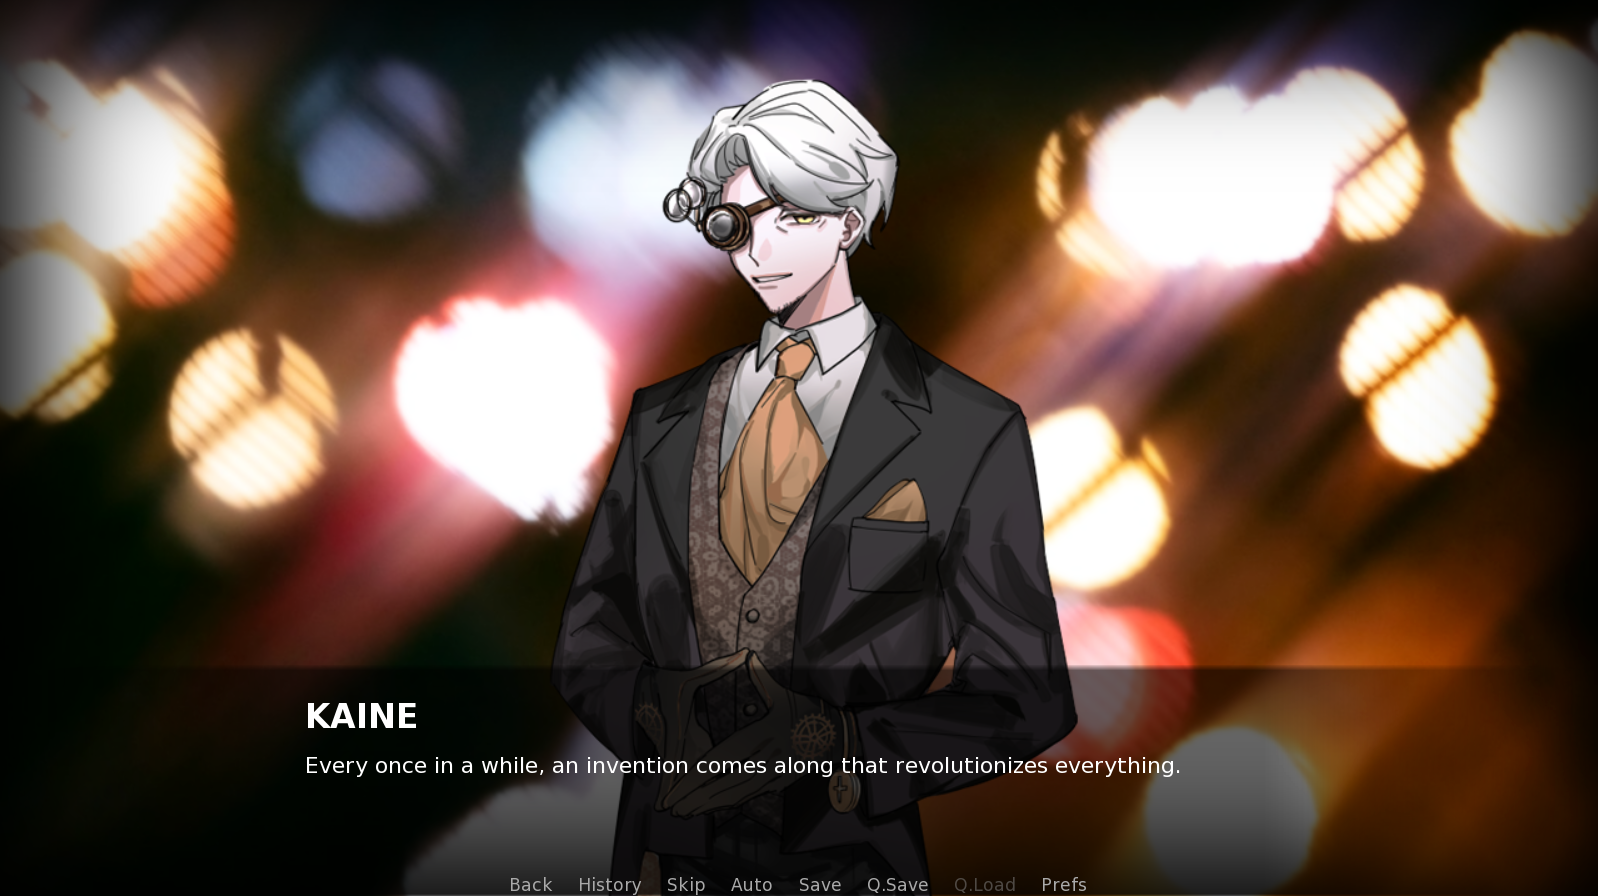 KAINE
Every once in a while, an invention comes along that revolutionizes everything.
Back History Skip Auto Save Q.Save Q.Load Prefs